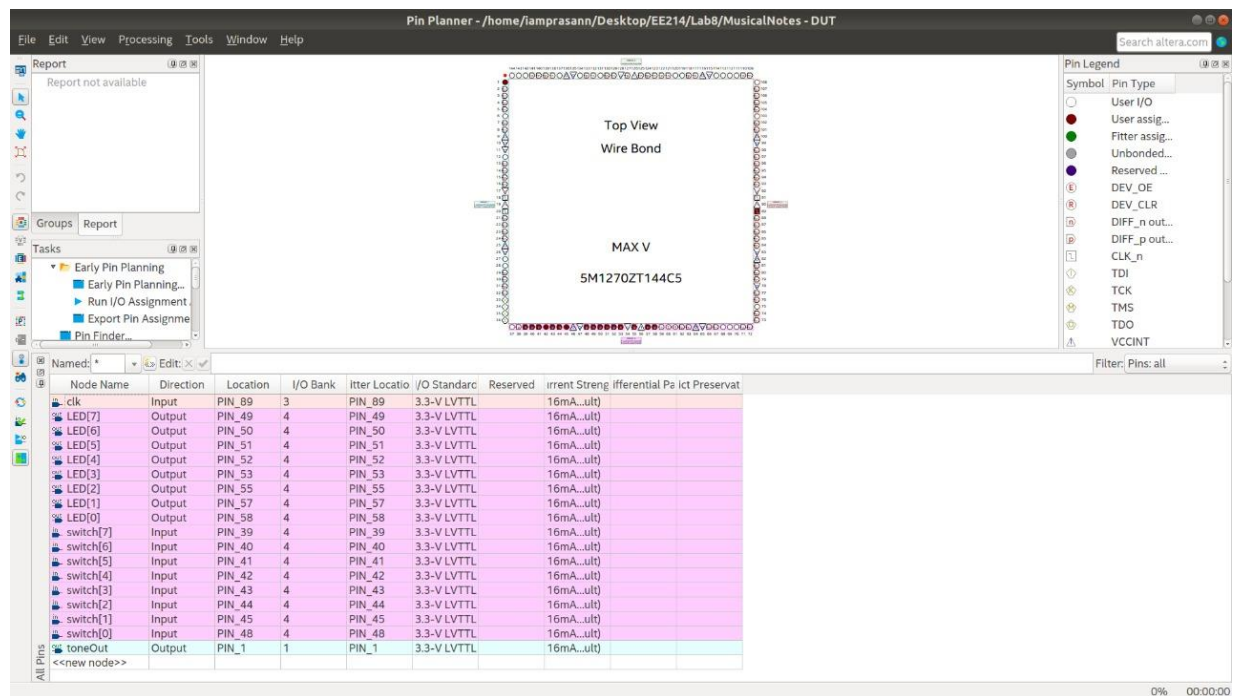 Pin Planner - /home/iamprasann/Desktop/EE214/Lab8/MusicalNotes - DUT
File Edit View Processing Tools Window Help
Search altera.com
Report
Report not available
Groups Report
Tasks
Early Pin Planning
Early Pin Planning...
Run I/O Assignment
Export Pin Assignme
Pin Finder...
Top View
Wire Bond
MAX V
5M1270ZT144C5
Pin Legend
Symbol Pin Type
User I/O
User assig...
Fitter assig...
Unbonded...
Reserved ...
E DEV_OE
R DEV_CLR
n DIFF_n out...
p DIFF_p out...
CLK_n
TDI
TCK
TMS
TDO
VCCINT
Named: * Edit:
Filter: Pins: all
Node Name Direction Location I/O Bank itter Locatio I/O Standard Reserved urrent Streng ifferential Pa ict Preservat
clk Input PIN_89 3 PIN_89 3.3-V LVTTL 16mA...ult)
LED[7] Output PIN_49 4 PIN_49 3.3-V LVTTL 16mA...ult)
LED[6] Output PIN_50 4 PIN_50 3.3-V LVTTL 16mA...ult)
LED[5] Output PIN_51 4 PIN_51 3.3-V LVTTL 16mA...ult)
LED[4] Output PIN_52 4 PIN_52 3.3-V LVTTL 16mA...ult)
LED[3] Output PIN_53 4 PIN_53 3.3-V LVTTL 16mA...ult)
LED[2] Output PIN_55 4 PIN_55 3.3-V LVTTL 16mA...ult)
LED[1] Output PIN_57 4 PIN_57 3.3-V LVTTL 16mA...ult)
LED[0] Output PIN_58 4 PIN_58 3.3-V LVTTL 16mA...ult)
switch[7] Input PIN_39 4 PIN_39 3.3-V LVTTL 16mA...ult)
switch[6] Input PIN_40 4 PIN_40 3.3-V LVTTL 16mA...ult)
switch[5] Input PIN_41 4 PIN_41 3.3-V LVTTL 16mA...ult)
switch[4] Input PIN_42 4 PIN_42 3.3-V LVTTL 16mA...ult)
switch[3] Input PIN_43 4 PIN_43 3.3-V LVTTL 16mA...ult)
switch[2] Input PIN_44 4 PIN_44 3.3-V LVTTL 16mA...ult)
switch[1] Input PIN_45 4 PIN_45 3.3-V LVTTL 16mA...ult)
switch[0] Input PIN_48 4 PIN_48 3.3-V LVTTL 16mA...ult)
toneOut Output PIN_1 1 PIN_1 3.3-V LVTTL 16mA...ult)
<<new node>>
All Pins
0% 00:00:00